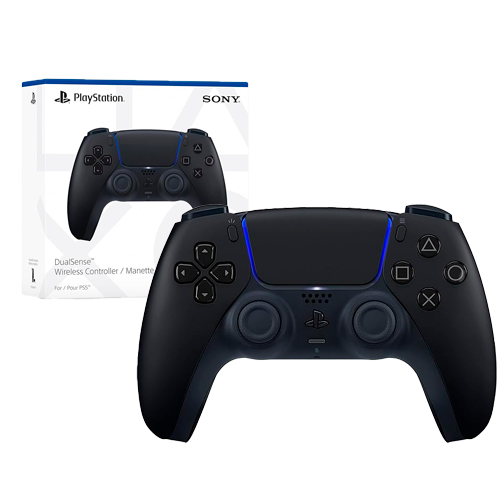 PlayStation.
SONY
DualSense™
Wireless Controller / Manette
For / Pour PS5™